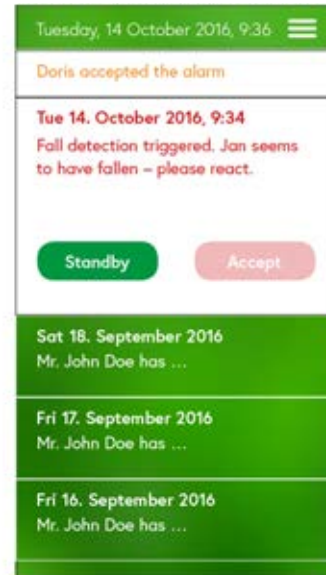 Tuesday, 14 October 2016, 9:36
Doris accepted the alarm
Tue 14. October 2016, 9:34
Fall detection triggered. Jan seems
to have fallen – please react.
Standby
Accept
Sat 18. September 2016
Mr. John Doe has ...
Fri 17. September 2016
Mr. John Doe has ...
Fri 16. September 2016
Mr. John Doe has ...